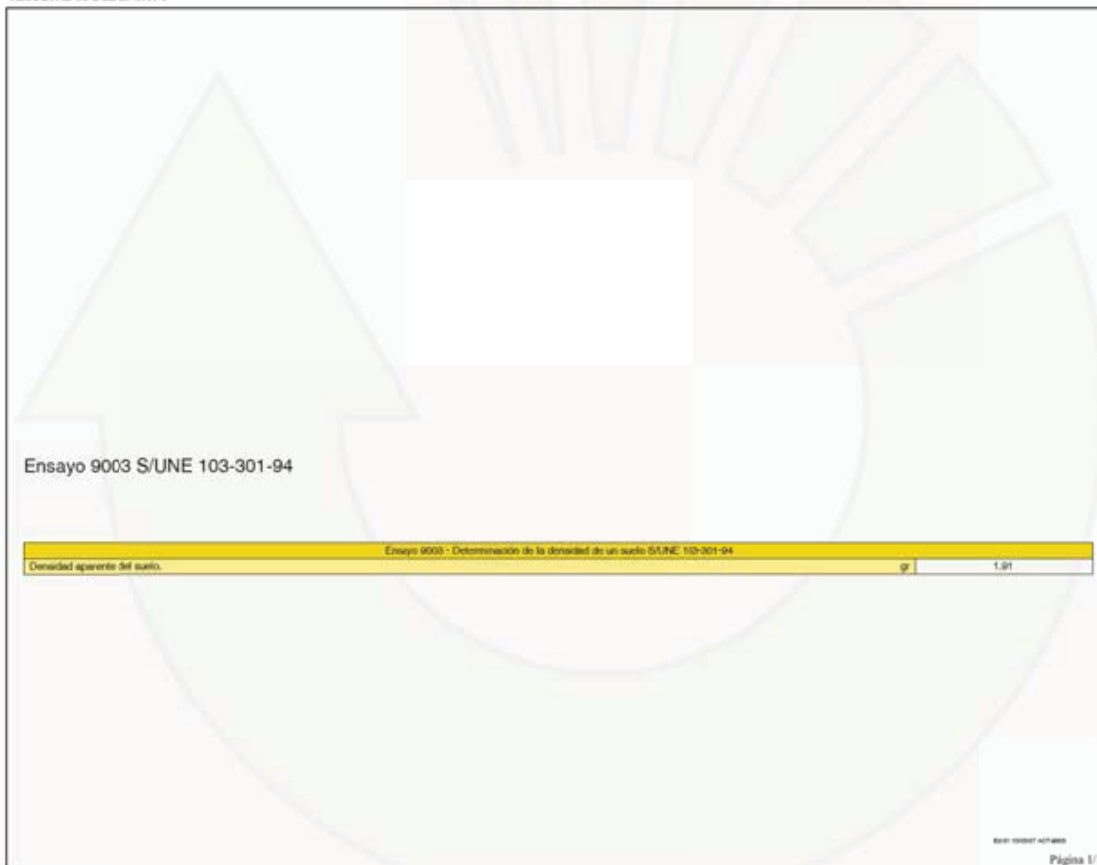 Ensayo 9003 S/UNE 103-301-94
Ensayo 9003 - Determinación de la densidad de un suelo S/UNE 103-301-94
Densidad aparente del suelo. gr 1.91
Página 1/